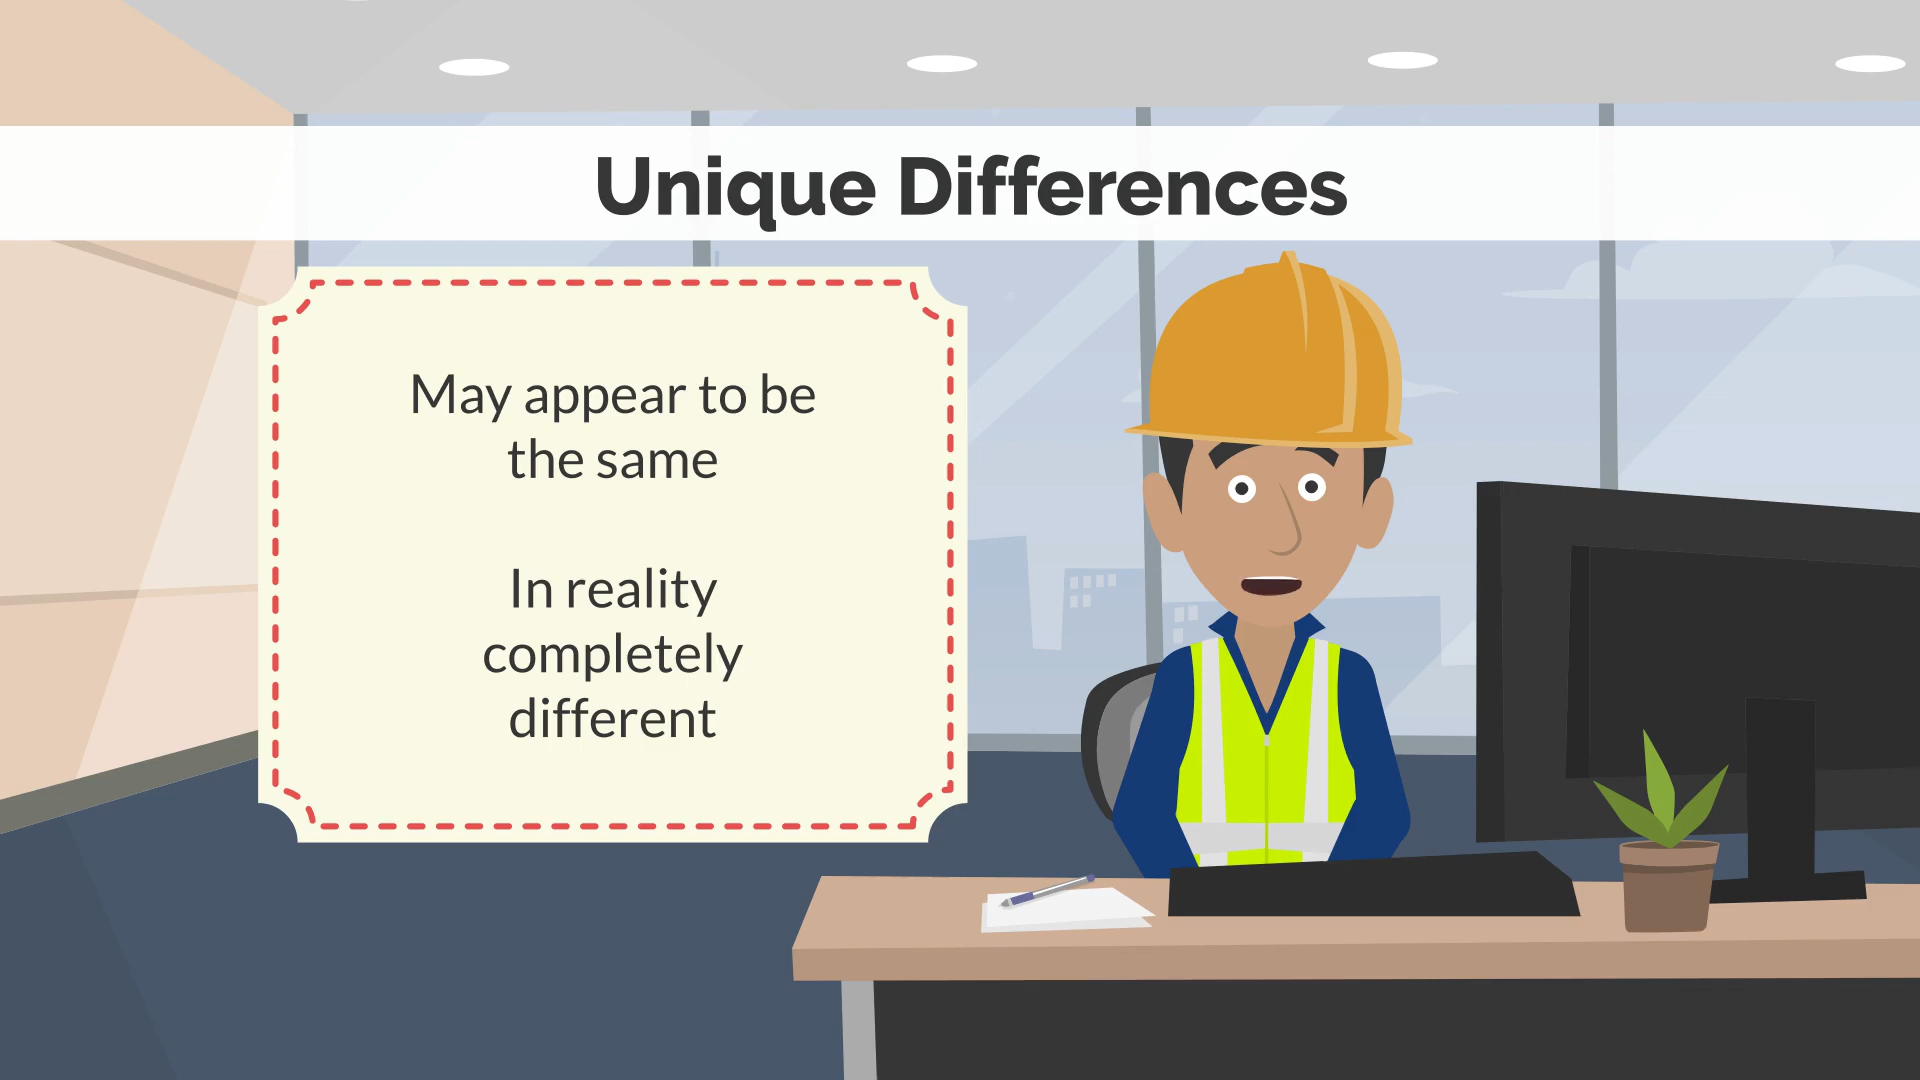 Unique Differences
May appear to be
the same
In reality
completely
different